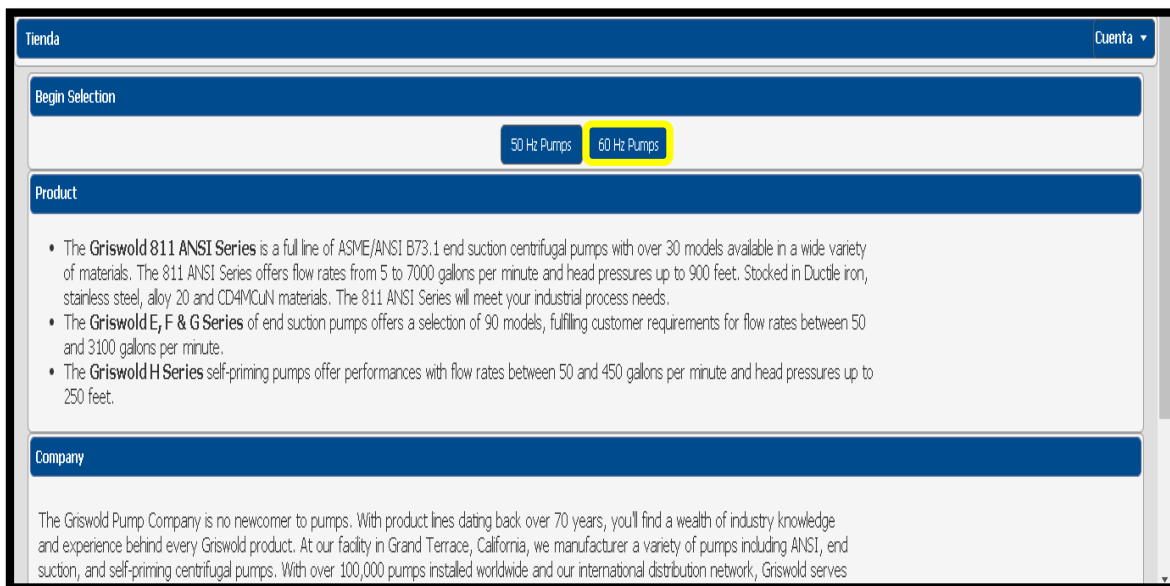 Tienda
Cuenta
Begin Selection
50 Hz Pumps
60 Hz Pumps
Product
• The Griswold 811 ANSI Series is a full line of ASME/ANSI B73.1 end suction centrifugal pumps with over 30 models available in a wide variety
of materials. The 811 ANSI Series offers flow rates from 5 to 7000 gallons per minute and head pressures up to 900 feet. Stocked in Ductile iron,
stainless steel, alloy 20 and CD4MCuN materials. The 811 ANSI Series will meet your industrial process needs.
• The Griswold E, F & G Series of end suction pumps offers a selection of 90 models, fulfilling customer requirements for flow rates between 50
and 3100 gallons per minute.
• The Griswold H Series self-priming pumps offer performances with flow rates between 50 and 450 gallons per minute and head pressures up to
250 feet.
Company
The Griswold Pump Company is no newcomer to pumps. With product lines dating back over 70 years, you'll find a wealth of industry knowledge
and experience behind every Griswold product. At our facility in Grand Terrace, California, we manufacturer a variety of pumps including ANSI, end
suction, and self-priming centrifugal pumps. With over 100,000 pumps installed worldwide and our international distribution network, Griswold serves